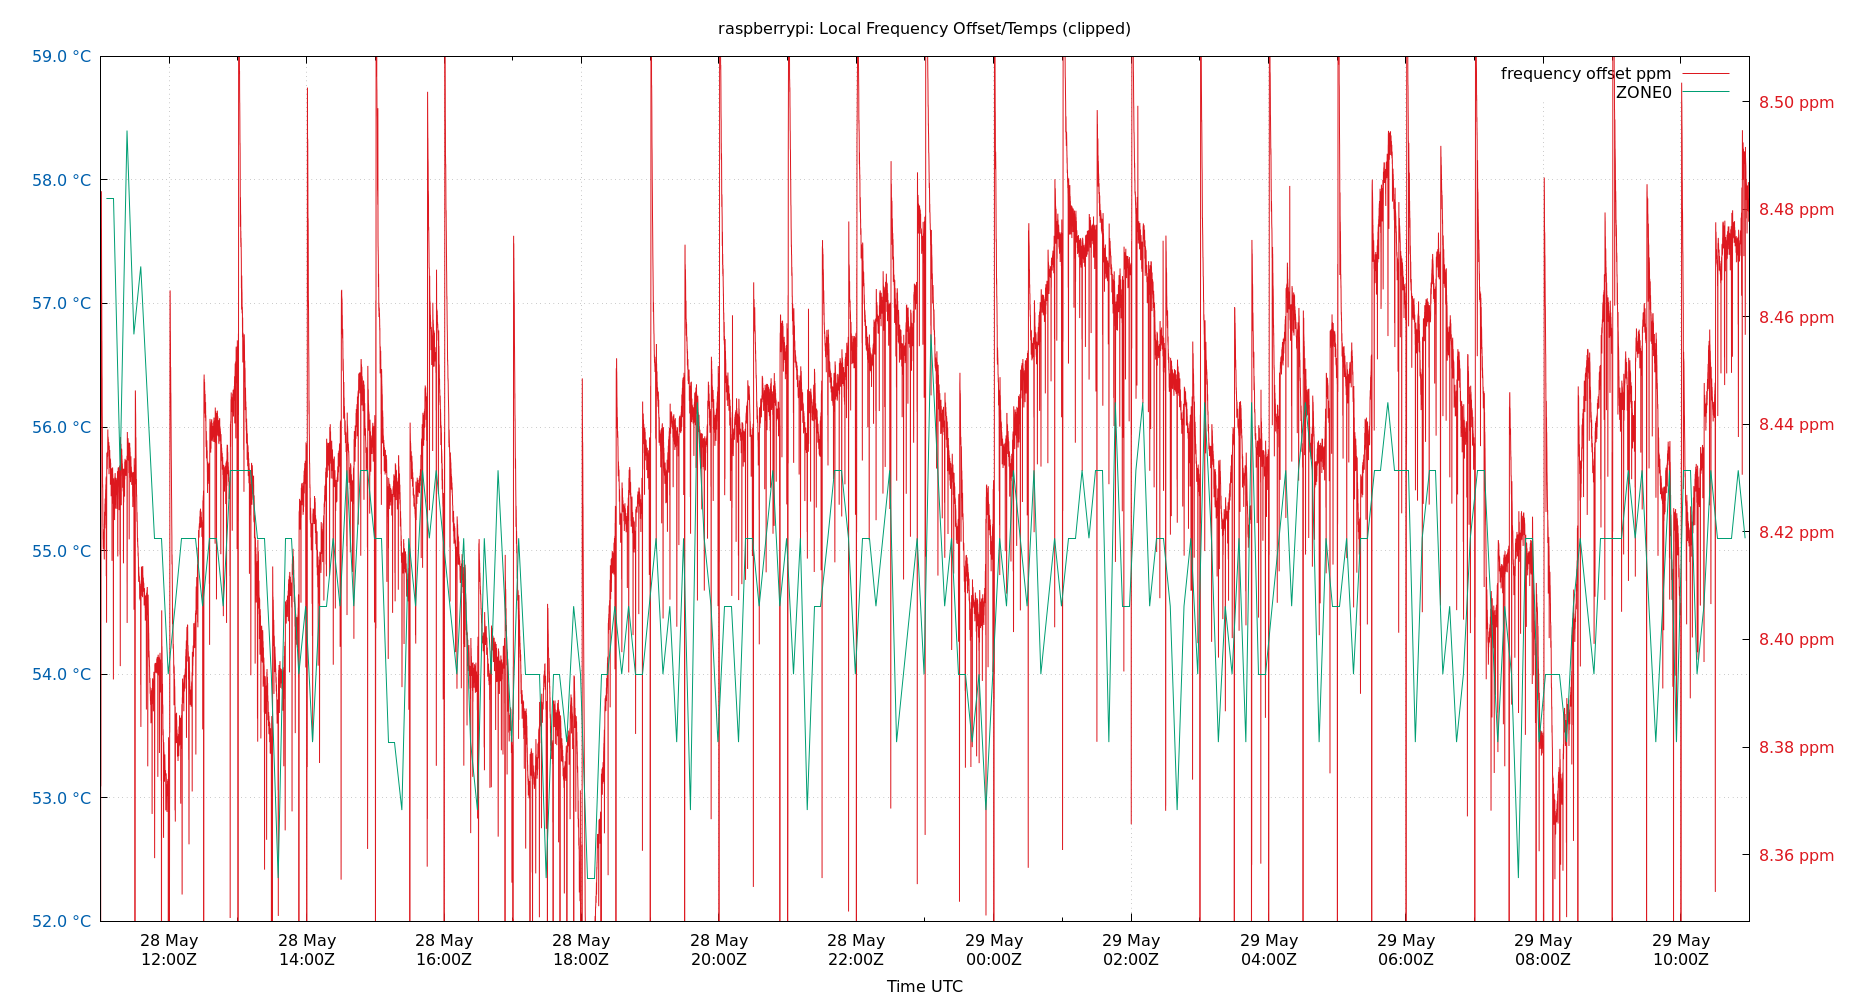 raspberrypi: Local Frequency Offset/Temps (clipped)
frequency offset ppm
ZONE0
59.0 °C
58.0 °C
57.0 °C
56.0 °C
55.0 °C
54.0 °C
53.0 °C
52.0 °C
8.50 ppm
8.48 ppm
8.46 ppm
8.44 ppm
8.42 ppm
8.40 ppm
8.38 ppm
8.36 ppm
28 May 28 May 28 May 28 May 28 May 28 May 29 May 29 May 29 May 29 May 29 May 29 May
12:00Z 14:00Z 16:00Z 18:00Z 20:00Z 22:00Z 00:00Z 02:00Z 04:00Z 06:00Z 08:00Z 10:00Z
Time UTC